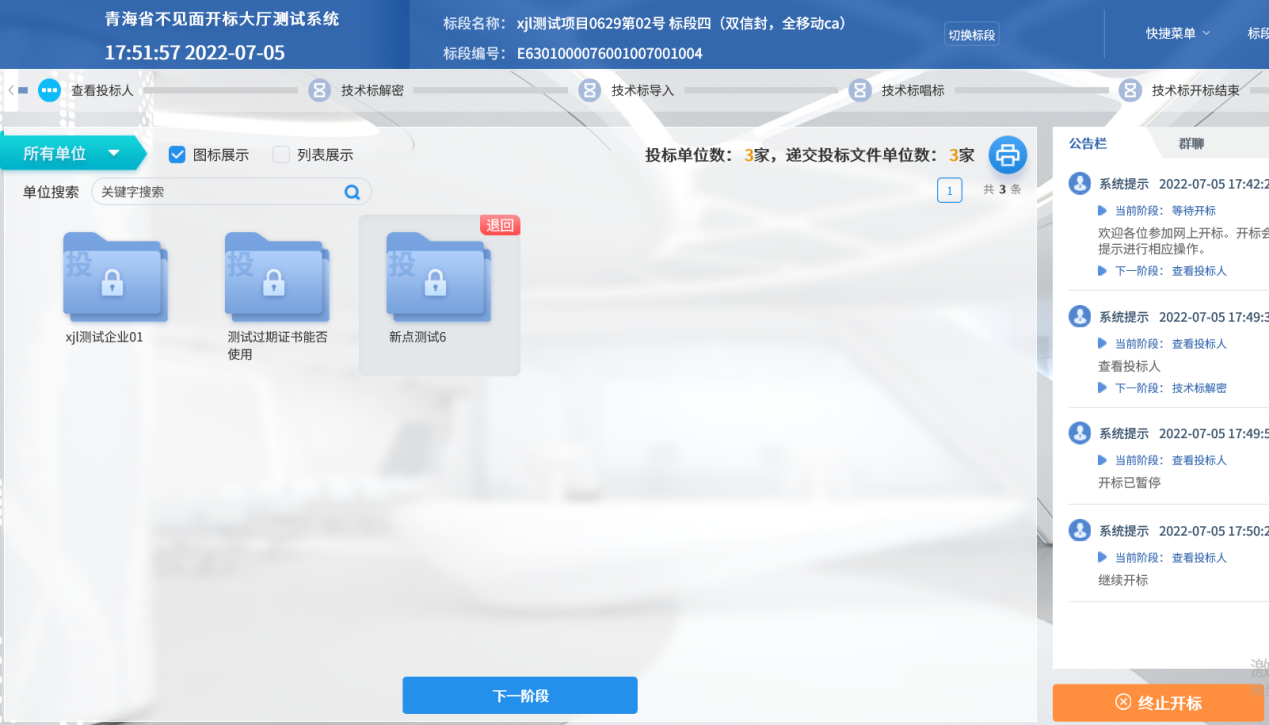 青海省不见面开标大厅测试系统
17:51:57 2022-07-05
标段名称： xjl测试项目0629第02号 标段四（双信封，全移动ca）
标段编号： E6301000076001007001004
切换标段
快捷菜单
标段
查看投标人
技术标解密
技术标导入
技术标唱标
技术标开标结束
所有单位
图标展示
列表展示
投标单位数： 3家，递交投标文件单位数： 3家
单位搜索
关键字搜索
1
共 3 条
退回
投
投
投
xjl测试企业01
测试过期证书能否
使用
新点测试6
下一阶段
公告栏
群聊
系统提示 2022-07-05 17:42:2
当前阶段： 等待开标
欢迎各位参加网上开标。开标会
提示进行相应操作。
下一阶段： 查看投标人
系统提示 2022-07-05 17:49:3
当前阶段： 查看投标人
查看投标人
下一阶段： 技术标解密
系统提示 2022-07-05 17:49:5
当前阶段： 查看投标人
开标已暂停
系统提示 2022-07-05 17:50:2
当前阶段： 查看投标人
继续开标
终止开标